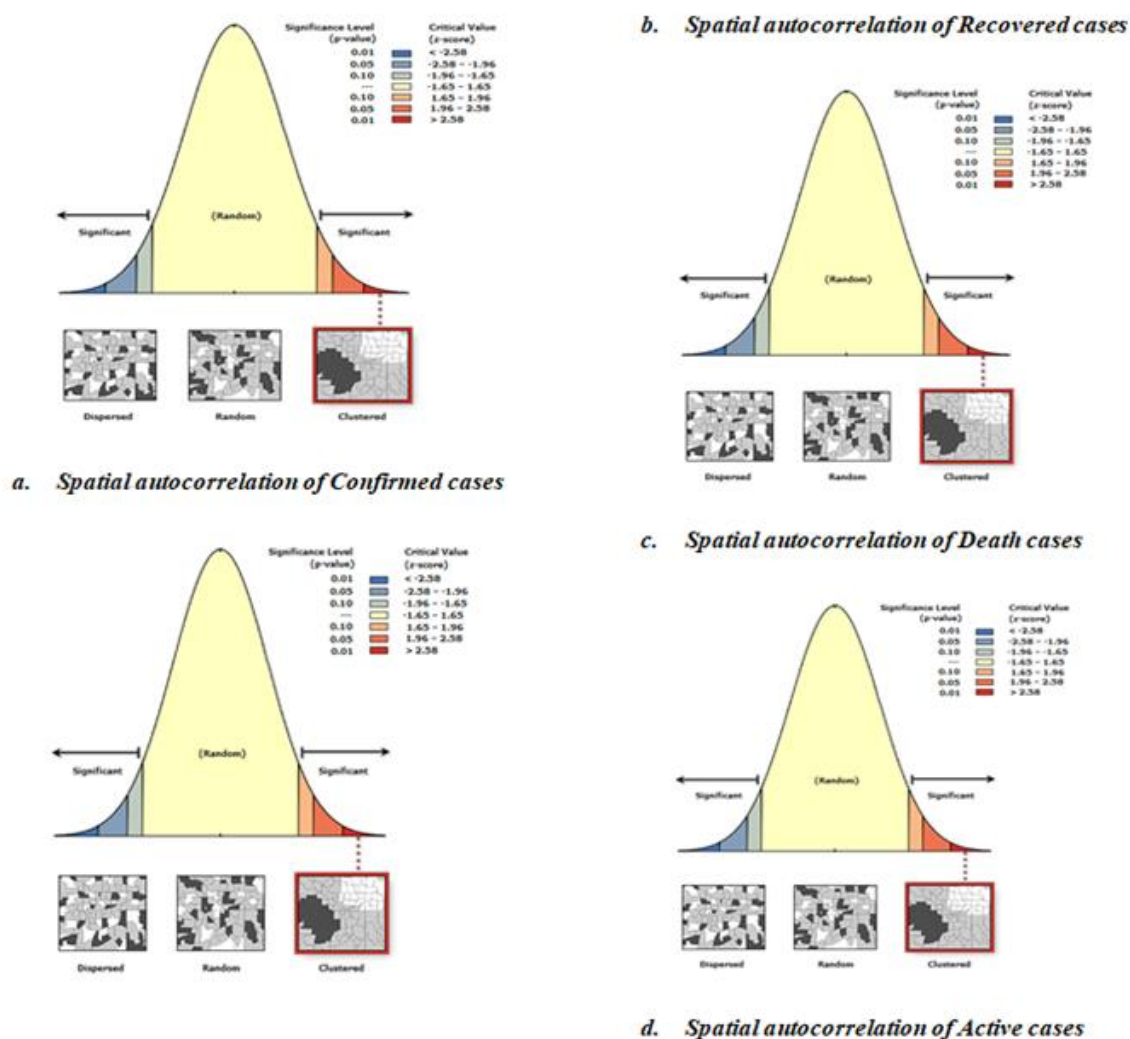 Significance Level (p-value) Critical Value (z-score)
0.01 < -2.58
0.05 -2.58 – -1.96
0.10 -1.96 – -1.65
--- -1.65 – 1.65
0.10 1.65 – 1.96
0.05 1.96 – 2.58
0.01 > 2.58
Significant (Random) Significant
Dispersed Random Clustered
a. Spatial autocorrelation of Confirmed cases
b. Spatial autocorrelation of Recovered cases
Significance Level (p-value) Critical Value (z-score)
0.01 < -2.58
0.05 -2.58 – -1.96
0.10 -1.96 – -1.65
--- -1.65 – 1.65
0.10 1.65 – 1.96
0.05 1.96 – 2.58
0.01 > 2.58
Significant (Random) Significant
Dispersed Random Clustered
Significance Level (p-value) Critical Value (z-score)
0.01 < -2.58
0.05 -2.58 – -1.96
0.10 -1.96 – -1.65
--- -1.65 – 1.65
0.10 1.65 – 1.96
0.05 1.96 – 2.58
0.01 > 2.58
Significant (Random) Significant
Dispersed Random Clustered
c. Spatial autocorrelation of Death cases
Significance Level (p-value) Critical Value (z-score)
0.01 < -2.58
0.05 -2.58 – -1.96
0.10 -1.96 – -1.65
--- -1.65 – 1.65
0.10 1.65 – 1.96
0.05 1.96 – 2.58
0.01 > 2.58
Significant (Random) Significant
Dispersed Random Clustered
d. Spatial autocorrelation of Active cases